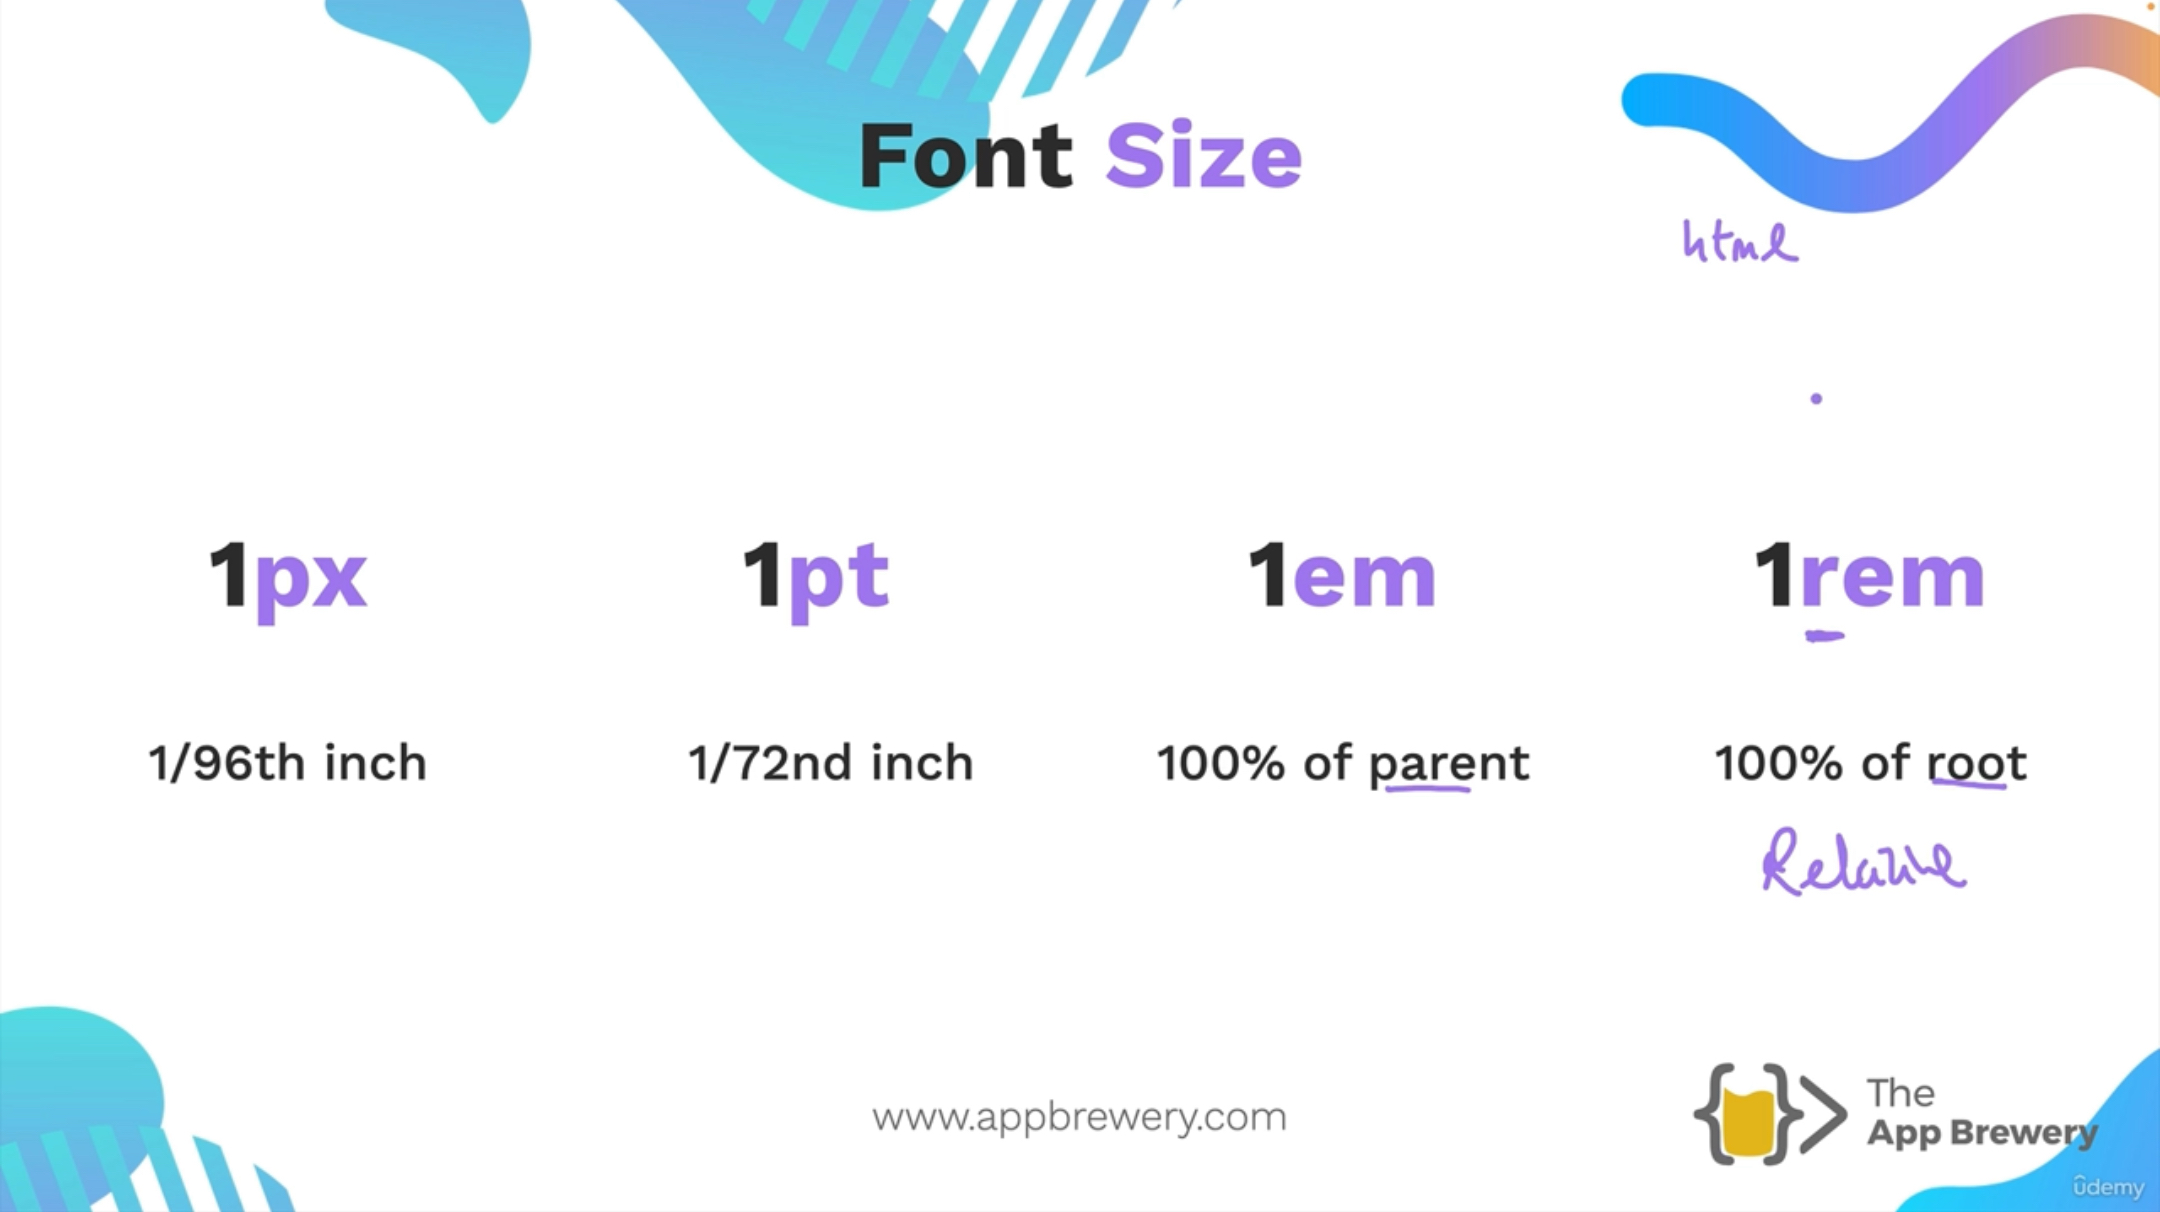 Font Size
html
1px
1pt
1em
1rem
1/96th inch
1/72nd inch
100% of parent
100% of root
Relative
www.appbrewery.com
The
App Brewery
ûdemy